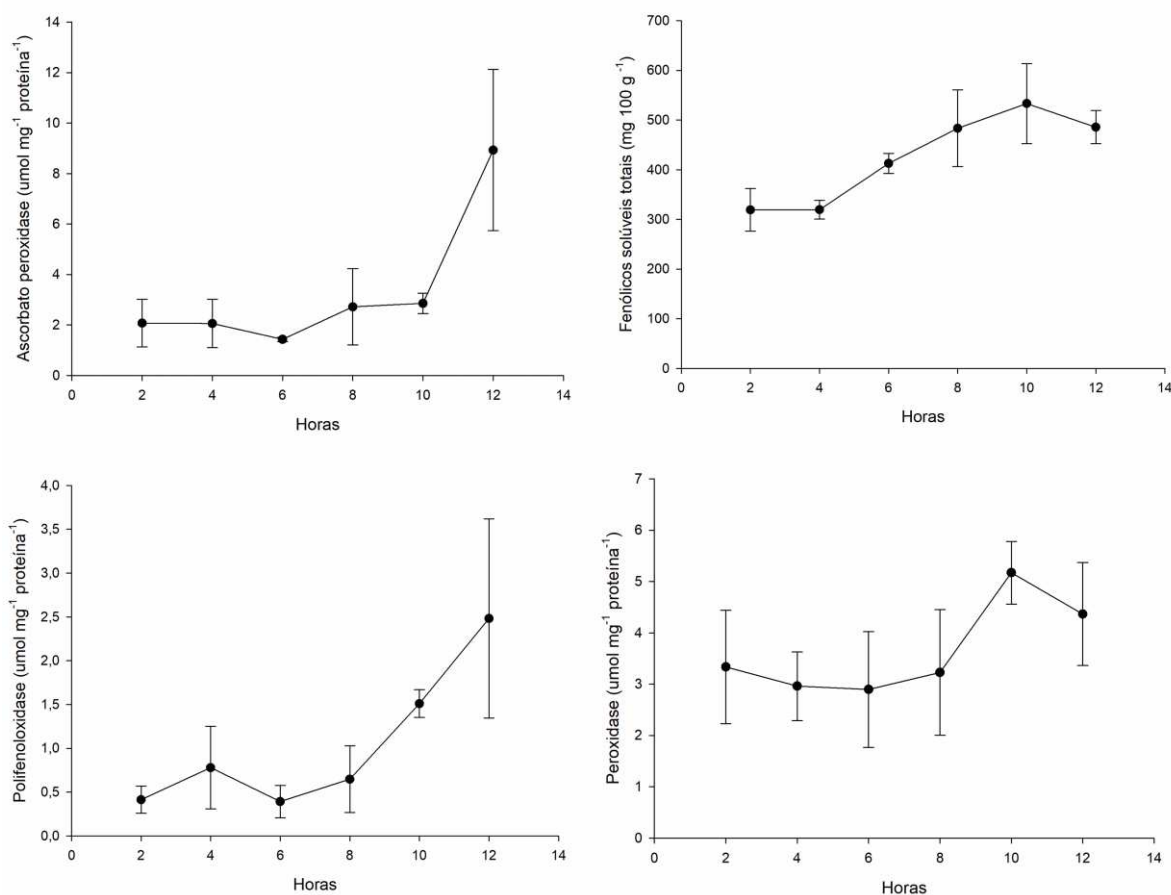 Ascorbato peroxidase (umol mg⁻¹ proteína⁻¹)
14
12
10
8
6
4
2
0
0 2 4 6 8 10 12 14
Horas
Fenólicos solúveis totais (mg 100 g ⁻¹)
700
600
500
400
300
200
100
0
0 2 4 6 8 10 12 14
Horas
Polifenoloxidase (umol mg⁻¹ proteína⁻¹)
4,0
3,5
3,0
2,5
2,0
1,5
1,0
0,5
0,0
0 2 4 6 8 10 12 14
Horas
Peroxidase (umol mg⁻¹ proteína⁻¹)
7
6
5
4
3
2
1
0
0 2 4 6 8 10 12 14
Horas